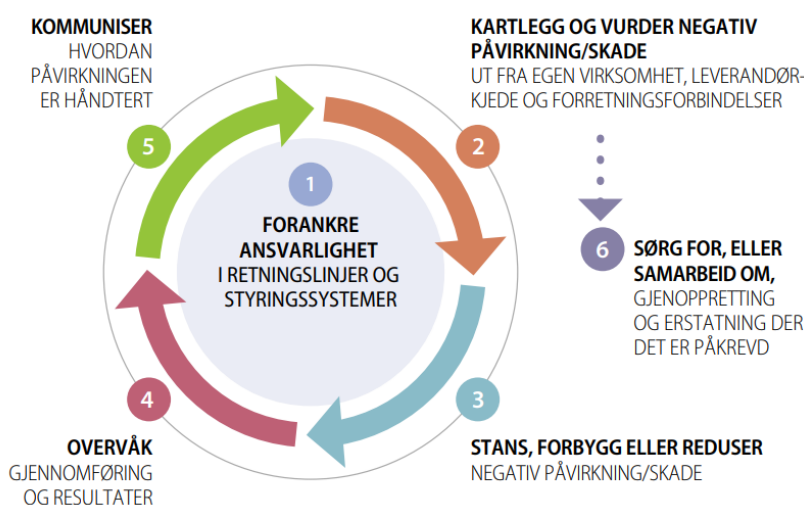 1
FORANKRE
ANSVARLIGHET
I RETNINGSLINJER OG
STYRINGSSYSTEMER
2
KARTLEGG OG VURDER NEGATIV
PÅVIRKNING/SKADE
UT FRA EGEN VIRKSOMHET, LEVERANDØR-
KJEDE OG FORRETNINGSFORBINDELSER
3
STANS, FORBYGG ELLER REDUSER
NEGATIV PÅVIRKNING/SKADE
4
OVERVÅK
GJENNOMFØRING
OG RESULTATER
5
KOMMUNISER
HVORDAN
PÅVIRKNINGEN
ER HÅNDTERT
6
SØRG FOR, ELLER
SAMARBEID OM,
GJENOPPRETTING
OG ERSTATNING DER
DET ER PÅKREVD